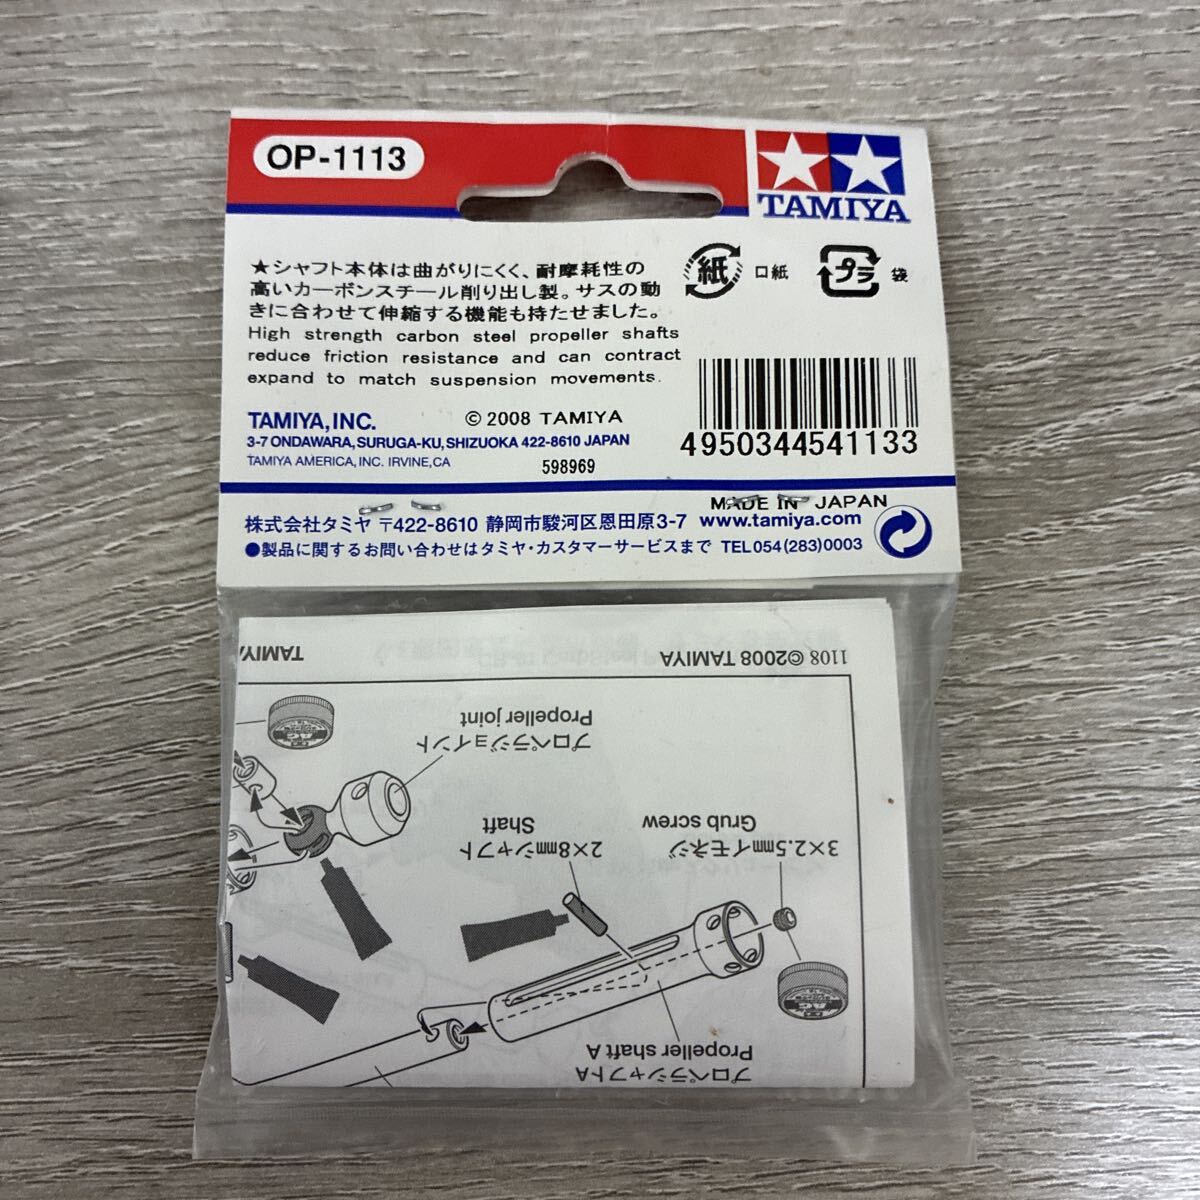 OP-1113
TAMIYA
★シャフト本体は曲がりにくく、耐摩耗性の
高いカーボンスチール削り出し製。サスの動
きに合わせて伸縮する機能も持たせました。
High strength carbon steel propeller shafts
reduce friction resistance and can contract
expand to match suspension movements.
紙 口紙
プラ 袋
TAMIYA, INC.
© 2008 TAMIYA
3-7 ONDAWARA, SURUGA-KU, SHIZUOKA 422-8610 JAPAN
TAMIYA AMERICA, INC. IRVINE, CA
598969
4950344541133
MADE IN JAPAN
株式会社タミヤ 〒422-8610 静岡市駿河区恩田原3-7 www.tamiya.com
●製品に関するお問い合わせはタミヤ・カスタマーサービスまで TEL 054(283)0003
プロペラシャフトA
Propeller shaft A
3×2.5mmイモネジ
Grub screw
2×8mmシャフト
Shaft
プロペラジョイント
Propeller joint
1108 ©2008 TAMIYA
TAMIYA